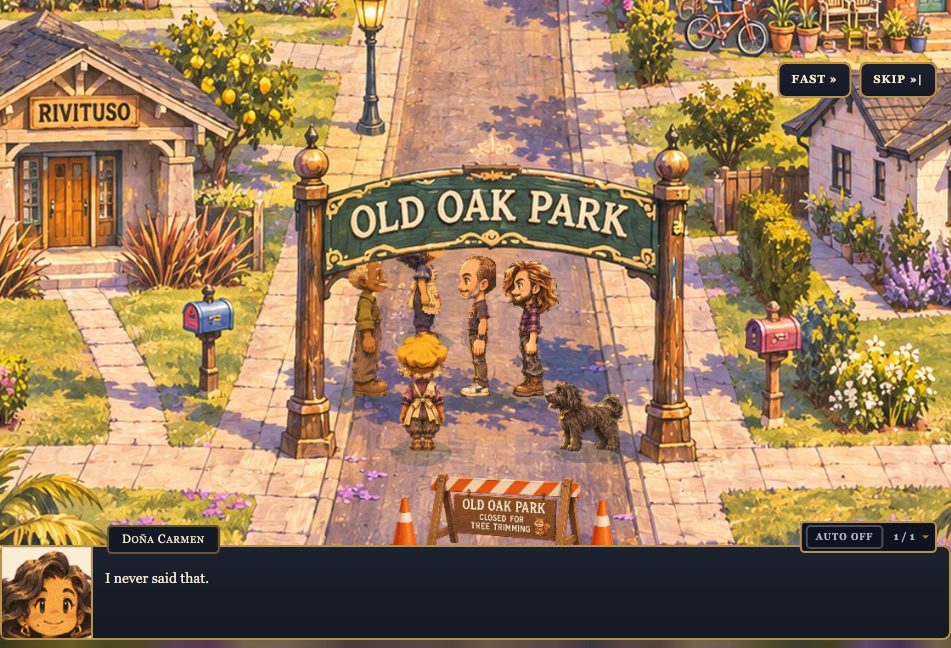 FAST »
SKIP »|
RIVITUSO
OLD OAK PARK
OLD OAK PARK
CLOSED FOR
TREE TRIMMING
Doña Carmen
AUTO OFF
1 / 1
I never said that.